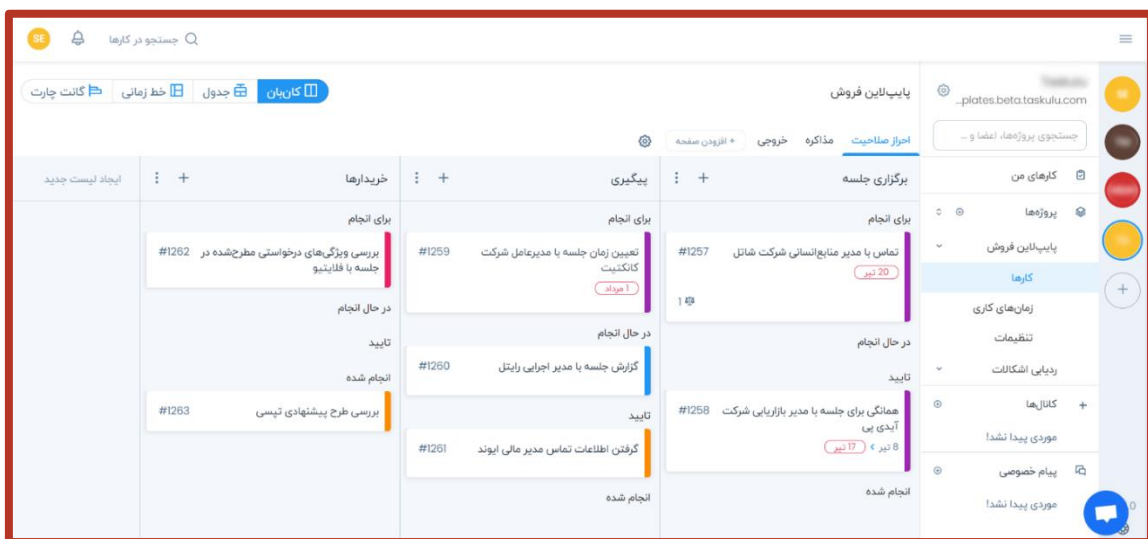 جستجو در کارها
SE
پایپ‌لاین فروش
کانبان
جدول
خط زمانی
گانت چارت
احراز صلاحیت
مذاکره
خروجی
+ افزودن صفحه
...plates.beta.taskulu.com
جستجوی پروژه‌ها، اعضا و ...
کارهای من
پروژه‌ها
پایپ‌لاین فروش
کارها
زمان‌های کاری
تنظیمات
ردیابی اشکالات
کانال‌ها
موردی پیدا نشد!
پیام خصوصی
موردی پیدا نشد!
برگزاری جلسه
برای انجام
تماس با مدیر منابع‌انسانی شرکت شاتل #1257
20 تیر
1
در حال انجام
تایید
همانگی برای جلسه با مدیر بازاریابی شرکت #1258
آیدی پی
8 تیر > 17 تیر
انجام شده
پیگیری
برای انجام
تعیین زمان جلسه با مدیرعامل شرکت #1259
کانکتیت
1 مرداد
در حال انجام
گزارش جلسه با مدیر اجرایی رایتل #1260
تایید
گرفتن اطلاعات تماس مدیر مالی ایوند #1261
انجام شده
خریدارها
برای انجام
بررسی ویژگی‌های درخواستی مطرح‌شده در #1262
جلسه با فلایتیو
در حال انجام
تایید
انجام شده
بررسی طرح پیشنهادی تپسی #1263
ایجاد لیست جدید